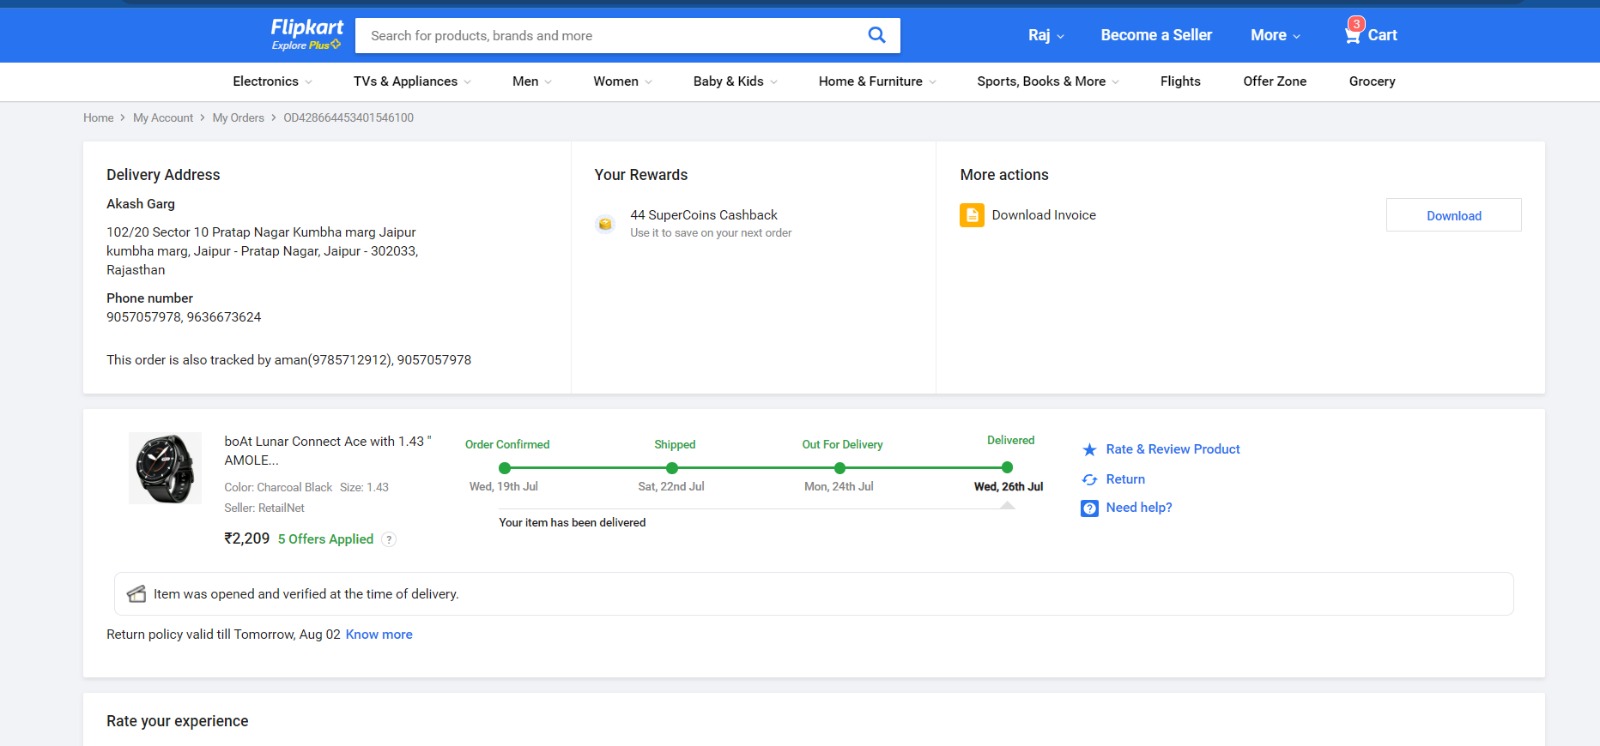 Flipkart
Explore Plus
Search for products, brands and more
Raj
Become a Seller
More
3
Cart
Electronics
TVs & Appliances
Men
Women
Baby & Kids
Home & Furniture
Sports, Books & More
Flights
Offer Zone
Grocery
Home > My Account > My Orders > OD428664453401546100
Delivery Address
Akash Garg
102/20 Sector 10 Pratap Nagar Kumbha marg Jaipur
kumbha marg, Jaipur - Pratap Nagar, Jaipur - 302033,
Rajasthan
Phone number
9057057978, 9636673624
This order is also tracked by aman(9785712912), 9057057978
Your Rewards
44 SuperCoins Cashback
Use it to save on your next order
More actions
Download Invoice
Download
boAt Lunar Connect Ace with 1.43 "
AMOLE...
Color: Charcoal Black Size: 1.43
Seller: RetailNet
₹2,209 5 Offers Applied ?
Order Confirmed
Shipped
Out For Delivery
Delivered
Wed, 19th Jul
Sat, 22nd Jul
Mon, 24th Jul
Wed, 26th Jul
Your item has been delivered
Rate & Review Product
Return
? Need help?
Item was opened and verified at the time of delivery.
Return policy valid till Tomorrow, Aug 02 Know more
Rate your experience